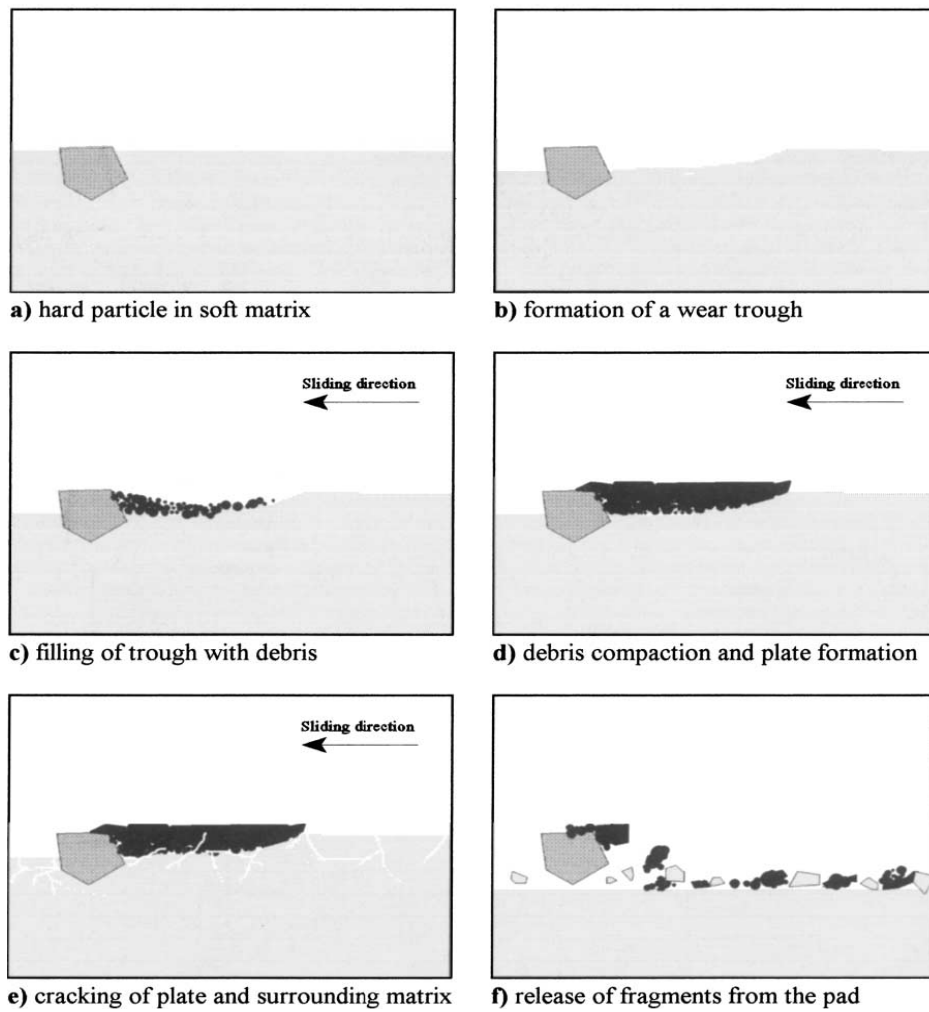 a) hard particle in soft matrix
b) formation of a wear trough
Sliding direction
Sliding direction
c) filling of trough with debris
d) debris compaction and plate formation
Sliding direction
e) cracking of plate and surrounding matrix
f) release of fragments from the pad